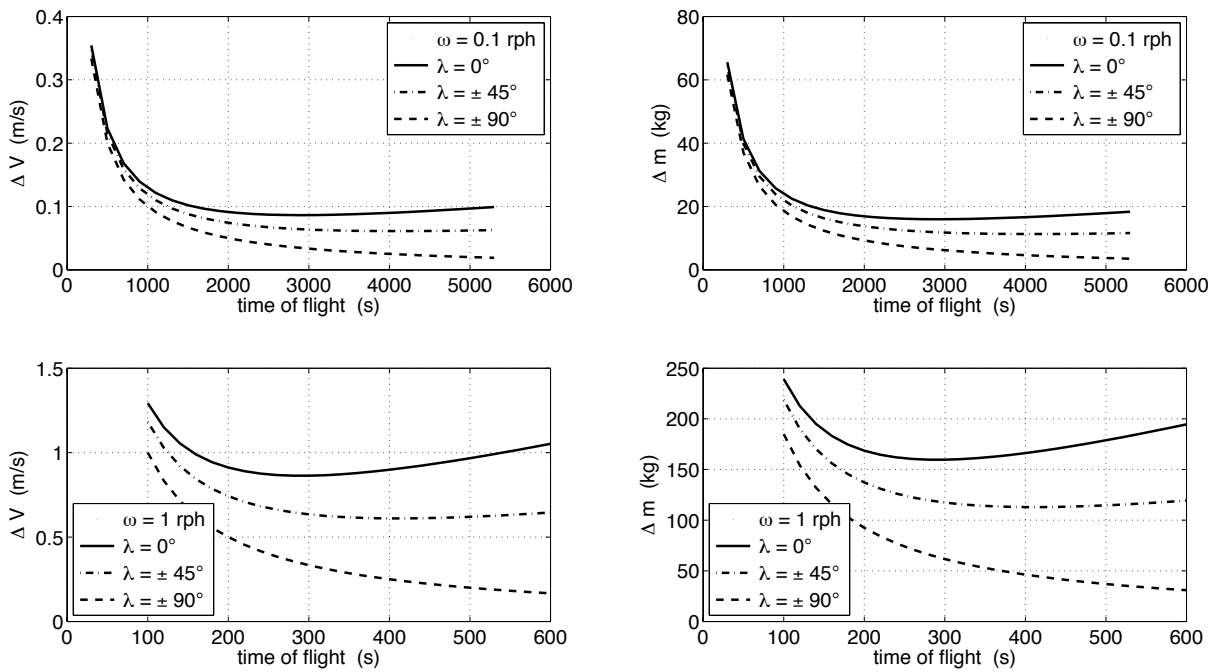 0.4
0.3
0.2
0.1
0
Δ V (m/s)
ω = 0.1 rph
λ = 0°
λ = ± 45°
λ = ± 90°
0 1000 2000 3000 4000 5000 6000
time of flight (s)
80
60
40
20
0
Δ m (kg)
ω = 0.1 rph
λ = 0°
λ = ± 45°
λ = ± 90°
0 1000 2000 3000 4000 5000 6000
time of flight (s)
1.5
1
0.5
0
Δ V (m/s)
ω = 1 rph
λ = 0°
λ = ± 45°
λ = ± 90°
0 100 200 300 400 500 600
time of flight (s)
250
200
150
100
50
0
Δ m (kg)
ω = 1 rph
λ = 0°
λ = ± 45°
λ = ± 90°
0 100 200 300 400 500 600
time of flight (s)